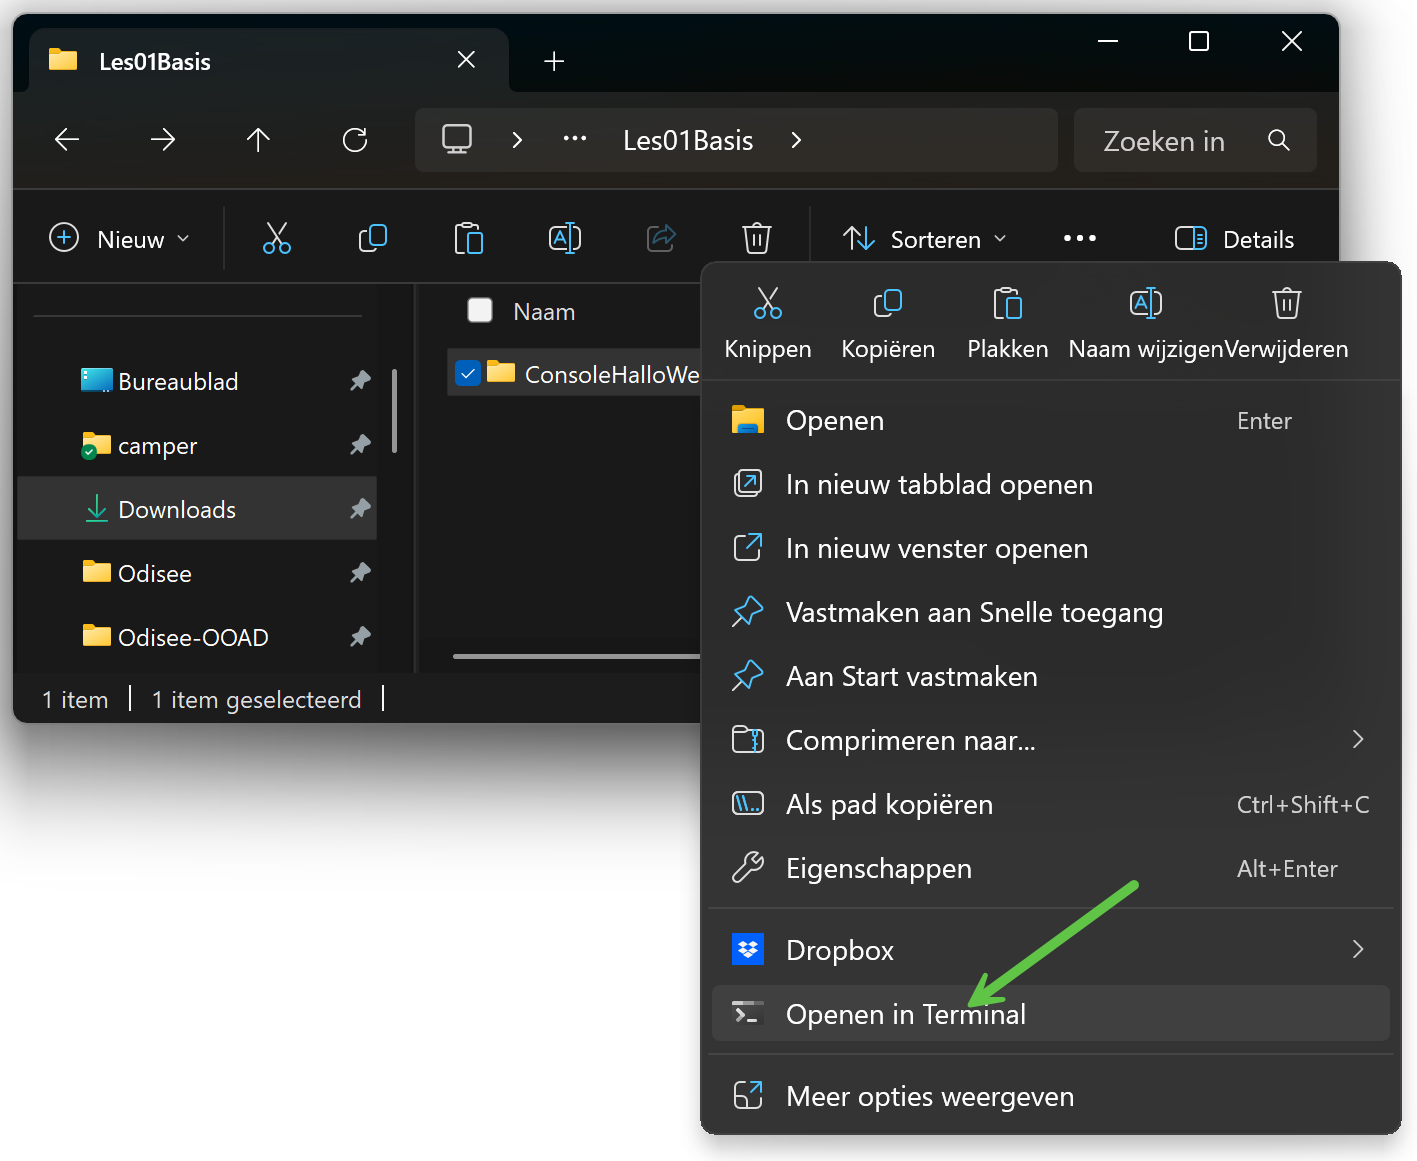 Les01Basis
Les01Basis
Zoeken in
Nieuw
Sorteren
Details
Naam
ConsoleHalloWe
Bureaublad
camper
Downloads
Odisee
Odisee-OOAD
1 item
1 item geselecteerd
Knippen
Kopiëren
Plakken
Naam wijzigen
Verwijderen
Openen Enter
In nieuw tabblad openen
In nieuw venster openen
Vastmaken aan Snelle toegang
Aan Start vastmaken
Comprimeren naar...
Als pad kopiëren Ctrl+Shift+C
Eigenschappen Alt+Enter
Dropbox
Openen in Terminal
Meer opties weergeven